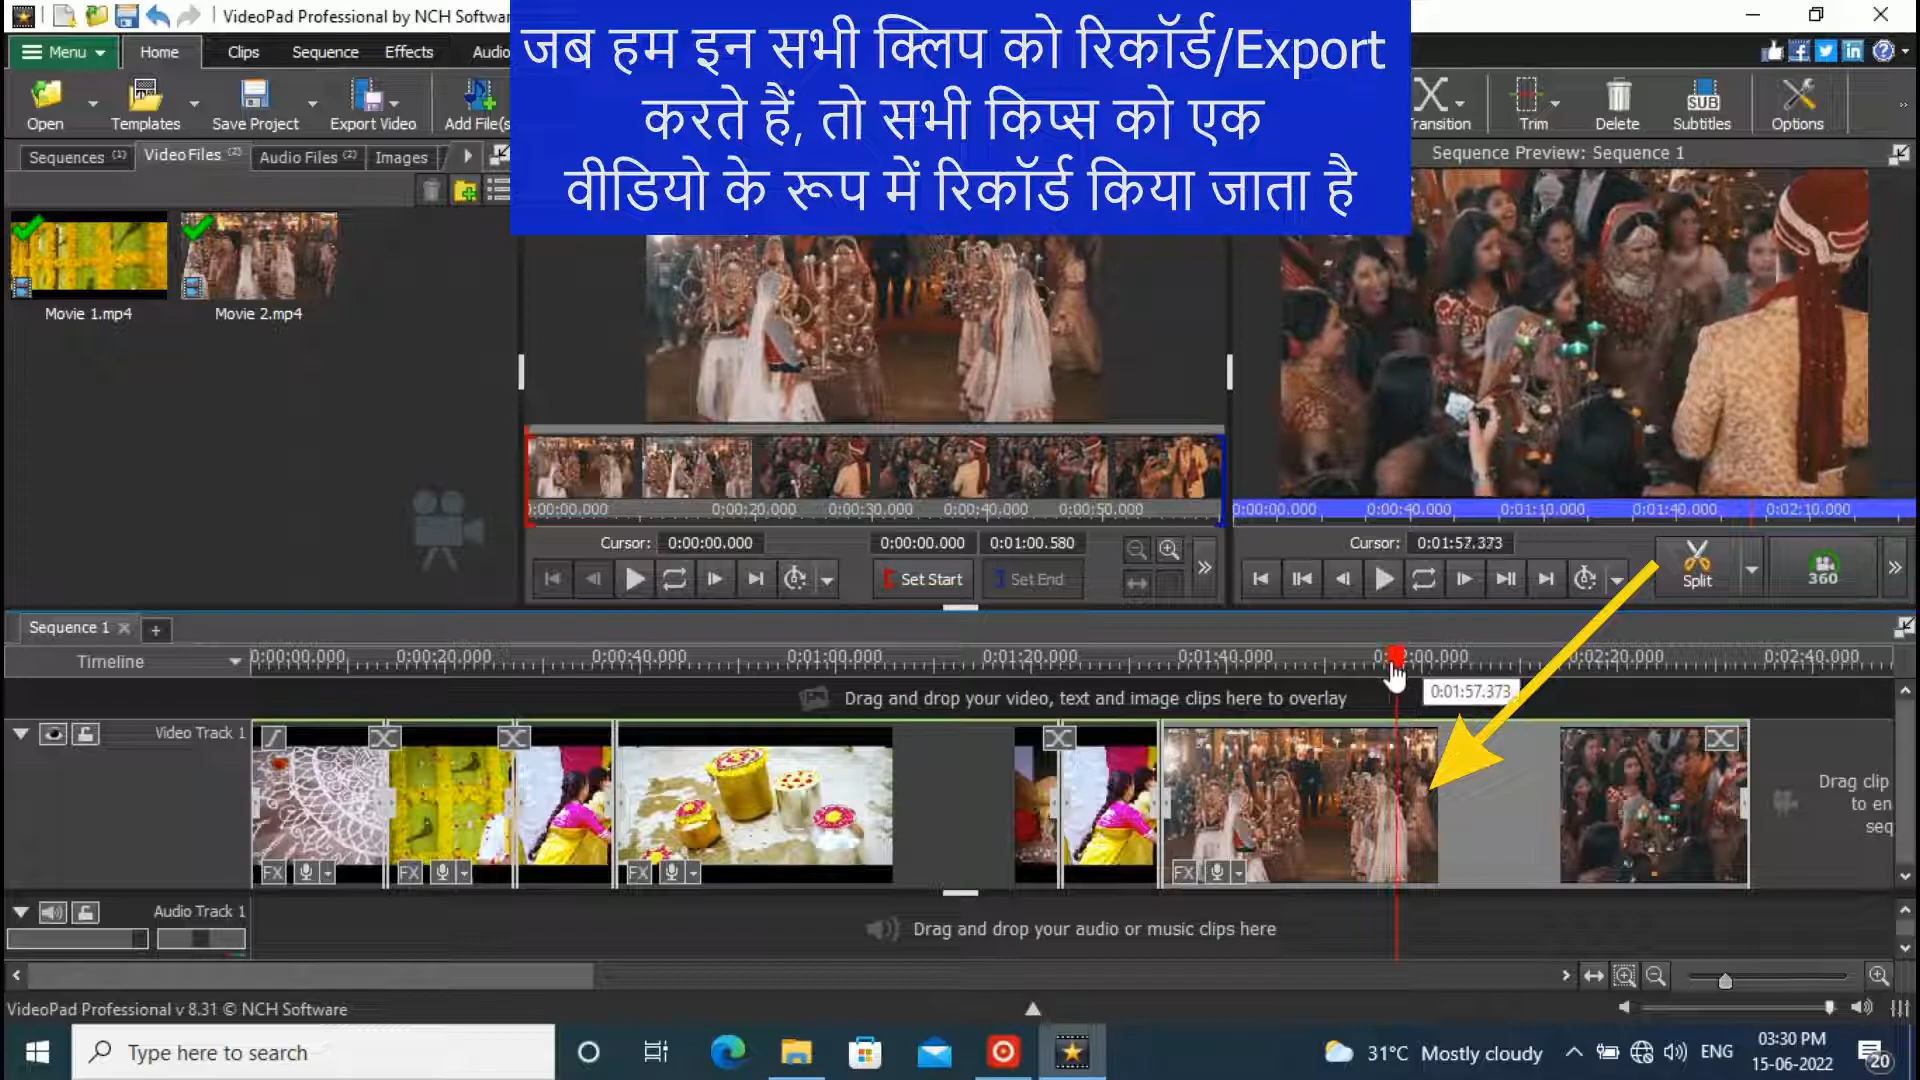 VideoPad Professional by NCH Softwar
जब हम इन सभी क्लिप को रिकॉर्ड/Export
करते हैं, तो सभी किप्स को एक
वीडियो के रूप में रिकॉर्ड किया जाता है
Menu
Home
Clips
Sequence
Effects
Audio
Open
Templates
Save Project
Export Video
Add File(s
ransition
Trim
Delete
SUB
Subtitles
Options
Sequences (1)
Video Files (2)
Audio Files (2)
Images
Sequence Preview: Sequence 1
Movie 1.mp4
Movie 2.mp4
0:00:00.000 0:00:20.000 0:00:30.000 0:00:40.000 0:00:50.000
0:00:00.000 0:00:40.000 0:01:10.000 0:01:40.000 0:02:10.000
Cursor: 0:00:00.000 0:00:00.000 0:01:00.580
Cursor: 0:01:57.373
Set Start
Set End
Split
360
Sequence 1
Timeline
0:00:00.000 0:00:20.000 0:00:40.000 0:01:00.000 0:01:20.000 0:01:40.000 :00.000 0:02:20.000 0:02:40.000
0:01:57.373
Drag and drop your video, text and image clips here to overlay
Video Track 1
FX
FX
FX
FX
Drag clip
to en
seq
Audio Track 1
Drag and drop your audio or music clips here
VideoPad Professional v 8.31 © NCH Software
Type here to search
31°C Mostly cloudy
ENG
03:30 PM
15-06-2022
20